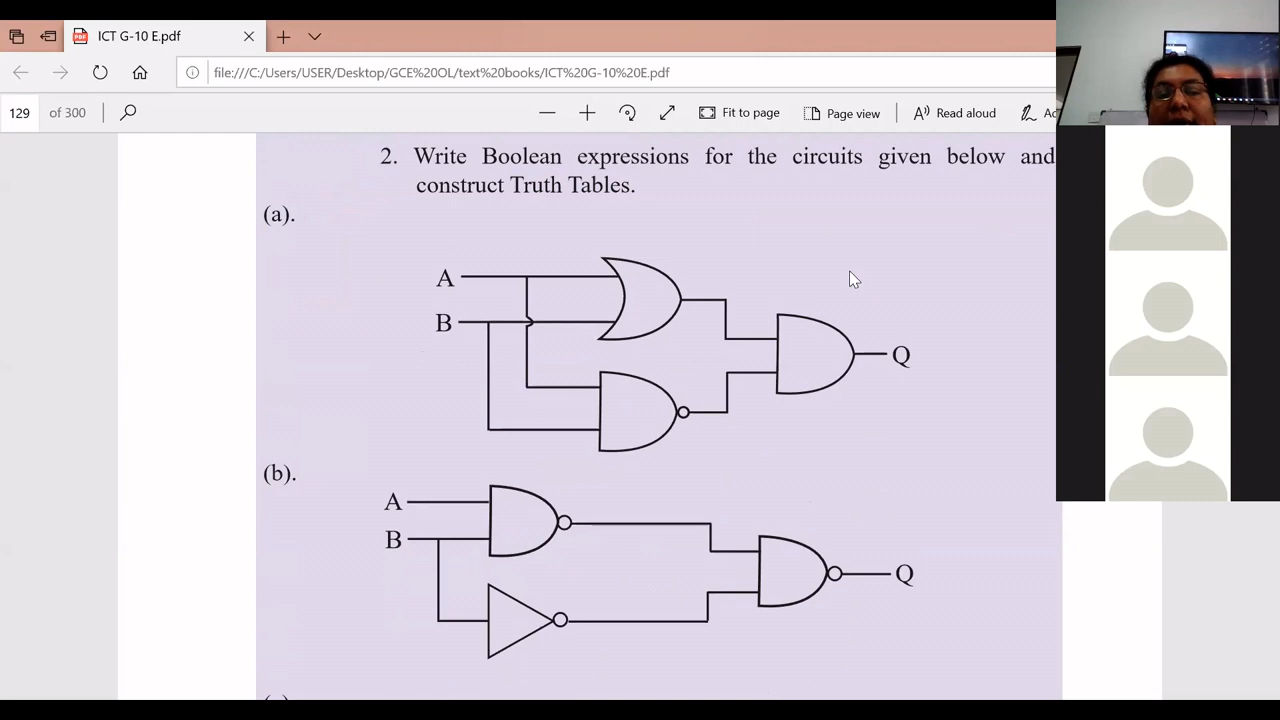 ICT G-10 E.pdf
file:///C:/Users/USER/Desktop/GCE%20OL/text%20books/ICT%20G-10%20E.pdf
129 of 300
Fit to page
Page view
Read aloud
2. Write Boolean expressions for the circuits given below and
construct Truth Tables.
(a).
A
B
Q
(b).
A
B
Q